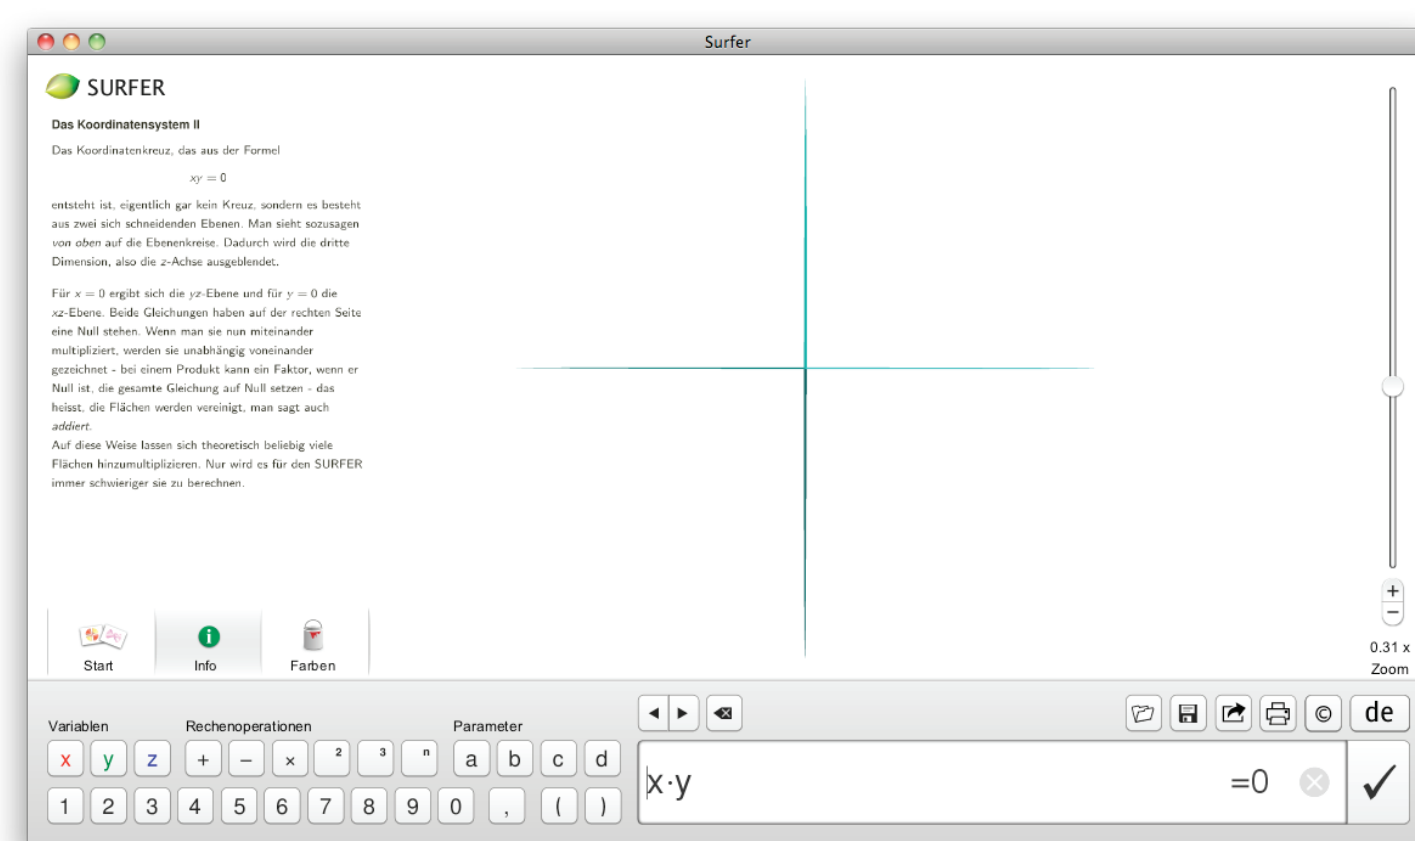 Surfer
SURFER
Das Koordinatensystem II
Das Koordinatenkreuz, das aus der Formel
xy = 0
entsteht ist, eigentlich gar kein Kreuz, sondern es besteht
aus zwei sich schneidenden Ebenen. Man sieht sozusagen
von oben auf die Ebenenkreise. Dadurch wird die dritte
Dimension, also die z-Achse ausgeblendet.
Für x = 0 ergibt sich die yz-Ebene und für y = 0 die
xz-Ebene. Beide Gleichungen haben auf der rechten Seite
eine Null stehen. Wenn man sie nun miteinander
multipliziert, werden sie unabhängig voneinander
gezeichnet - bei einem Produkt kann ein Faktor, wenn er
Null ist, die gesamte Gleichung auf Null setzen - das
heisst, die Flächen werden vereinigt, man sagt auch
addiert.
Auf diese Weise lassen sich theoretisch beliebig viele
Flächen hinzumultiplizieren. Nur wird es für den SURFER
immer schwieriger sie zu berechnen.
+
−
0.31 x
Zoom
Start Info Farben
Variablen Rechenoperationen Parameter
x y z + − × 2 3 n a b c d
1 2 3 4 5 6 7 8 9 0 , ( )
© de
x·y =0